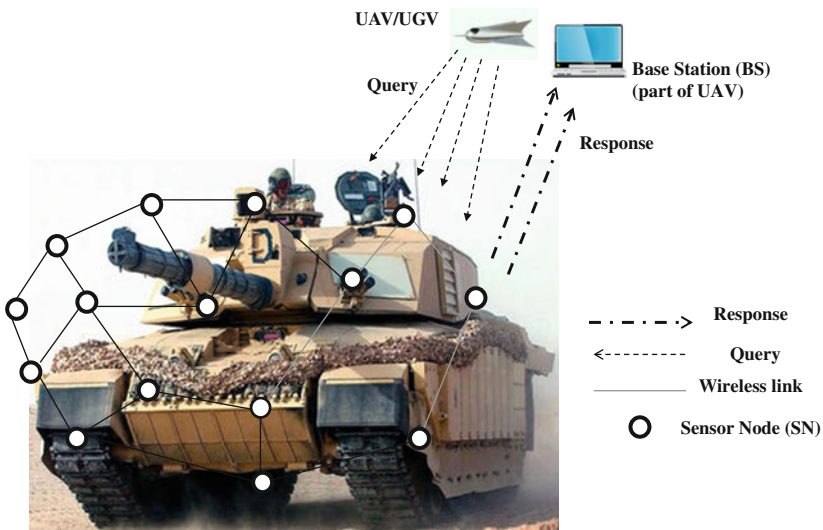 UAV/UGV
Query
Base Station (BS)
(part of UAV)
Response
Response
Query
Wireless link
Sensor Node (SN)